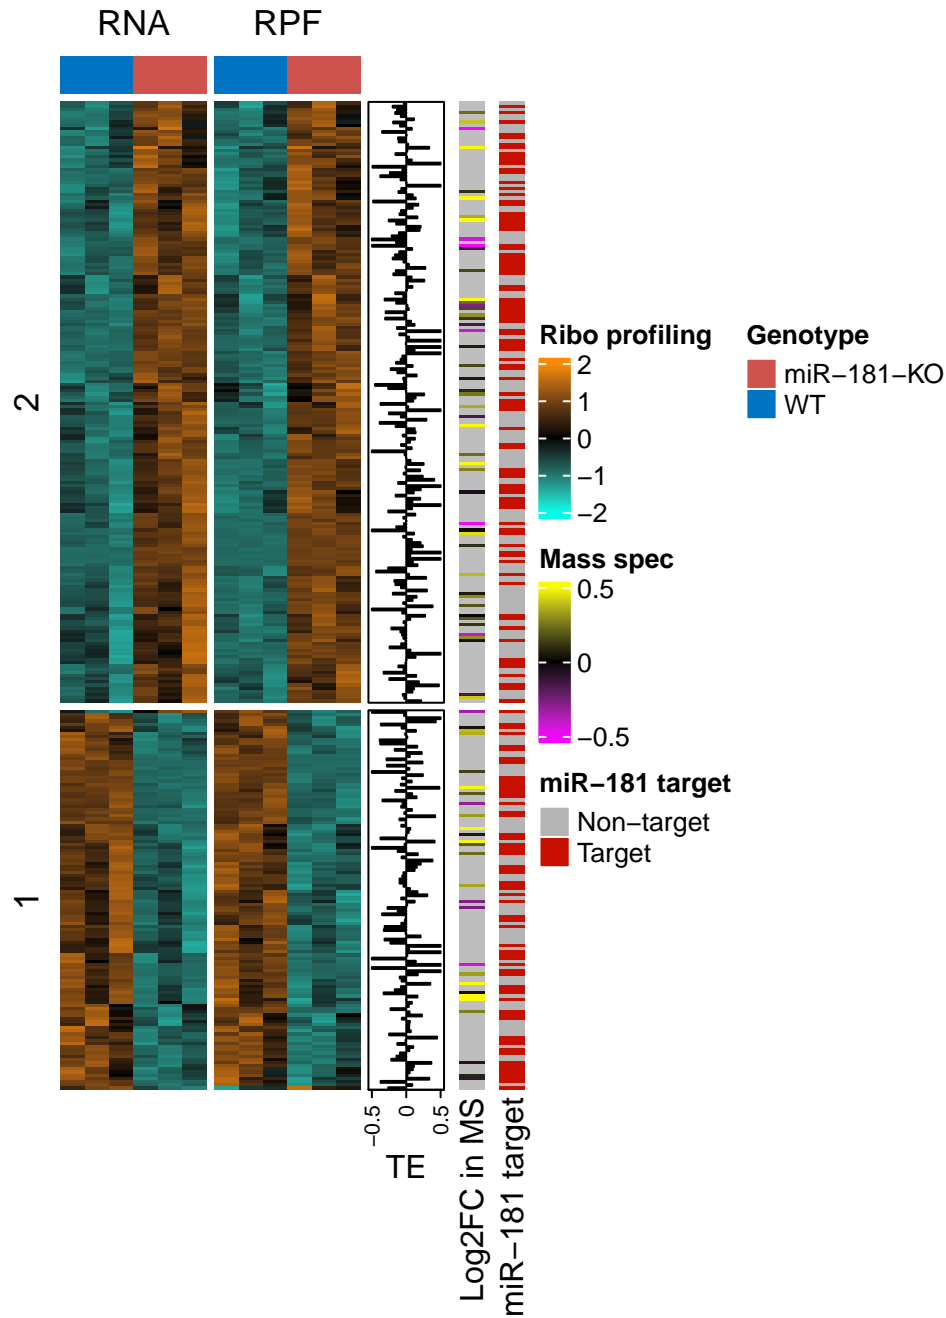 RNA RPF
2
1
−0.5
0
0.5
TE
Log2FC in MS
miR−181 target
Ribo profiling
2
1
0
−1
−2
Mass spec
0.5
0
−0.5
miR−181 target
Non−target
Target
Genotype
miR−181−KO
WT